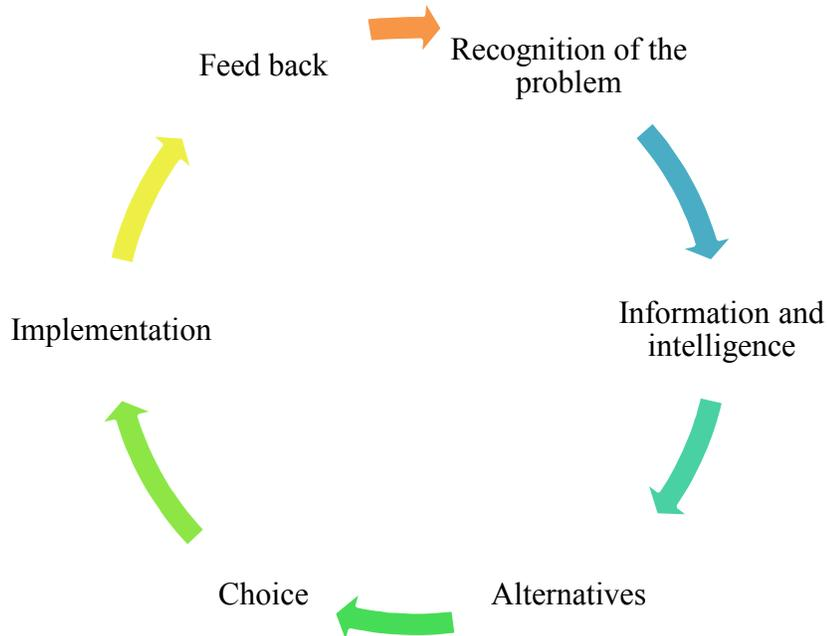 Feed back
Recognition of the
problem
Information and
intelligence
Alternatives
Choice
Implementation